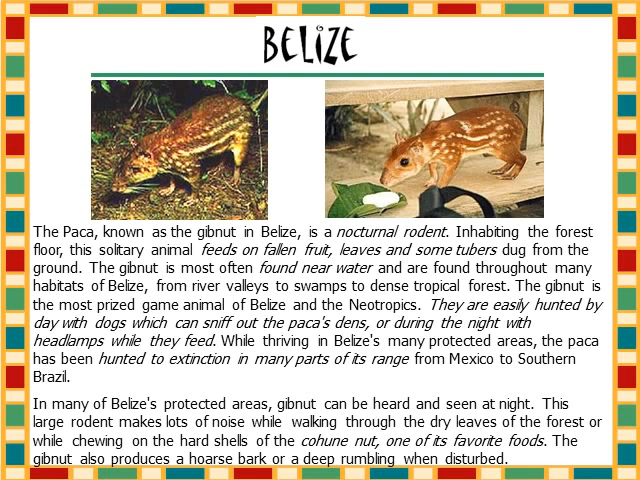 BELIZE
The Paca, known as the gibnut in Belize, is a nocturnal rodent. Inhabiting the forest
floor, this solitary animal feeds on fallen fruit, leaves and some tubers dug from the
ground. The gibnut is most often found near water and are found throughout many
habitats of Belize, from river valleys to swamps to dense tropical forest. The gibnut is
the most prized game animal of Belize and the Neotropics. They are easily hunted by
day with dogs which can sniff out the paca's dens, or during the night with
headlamps while they feed. While thriving in Belize's many protected areas, the paca
has been hunted to extinction in many parts of its range from Mexico to Southern
Brazil.
In many of Belize's protected areas, gibnut can be heard and seen at night. This
large rodent makes lots of noise while walking through the dry leaves of the forest or
while chewing on the hard shells of the cohune nut, one of its favorite foods. The
gibnut also produces a hoarse bark or a deep rumbling when disturbed.